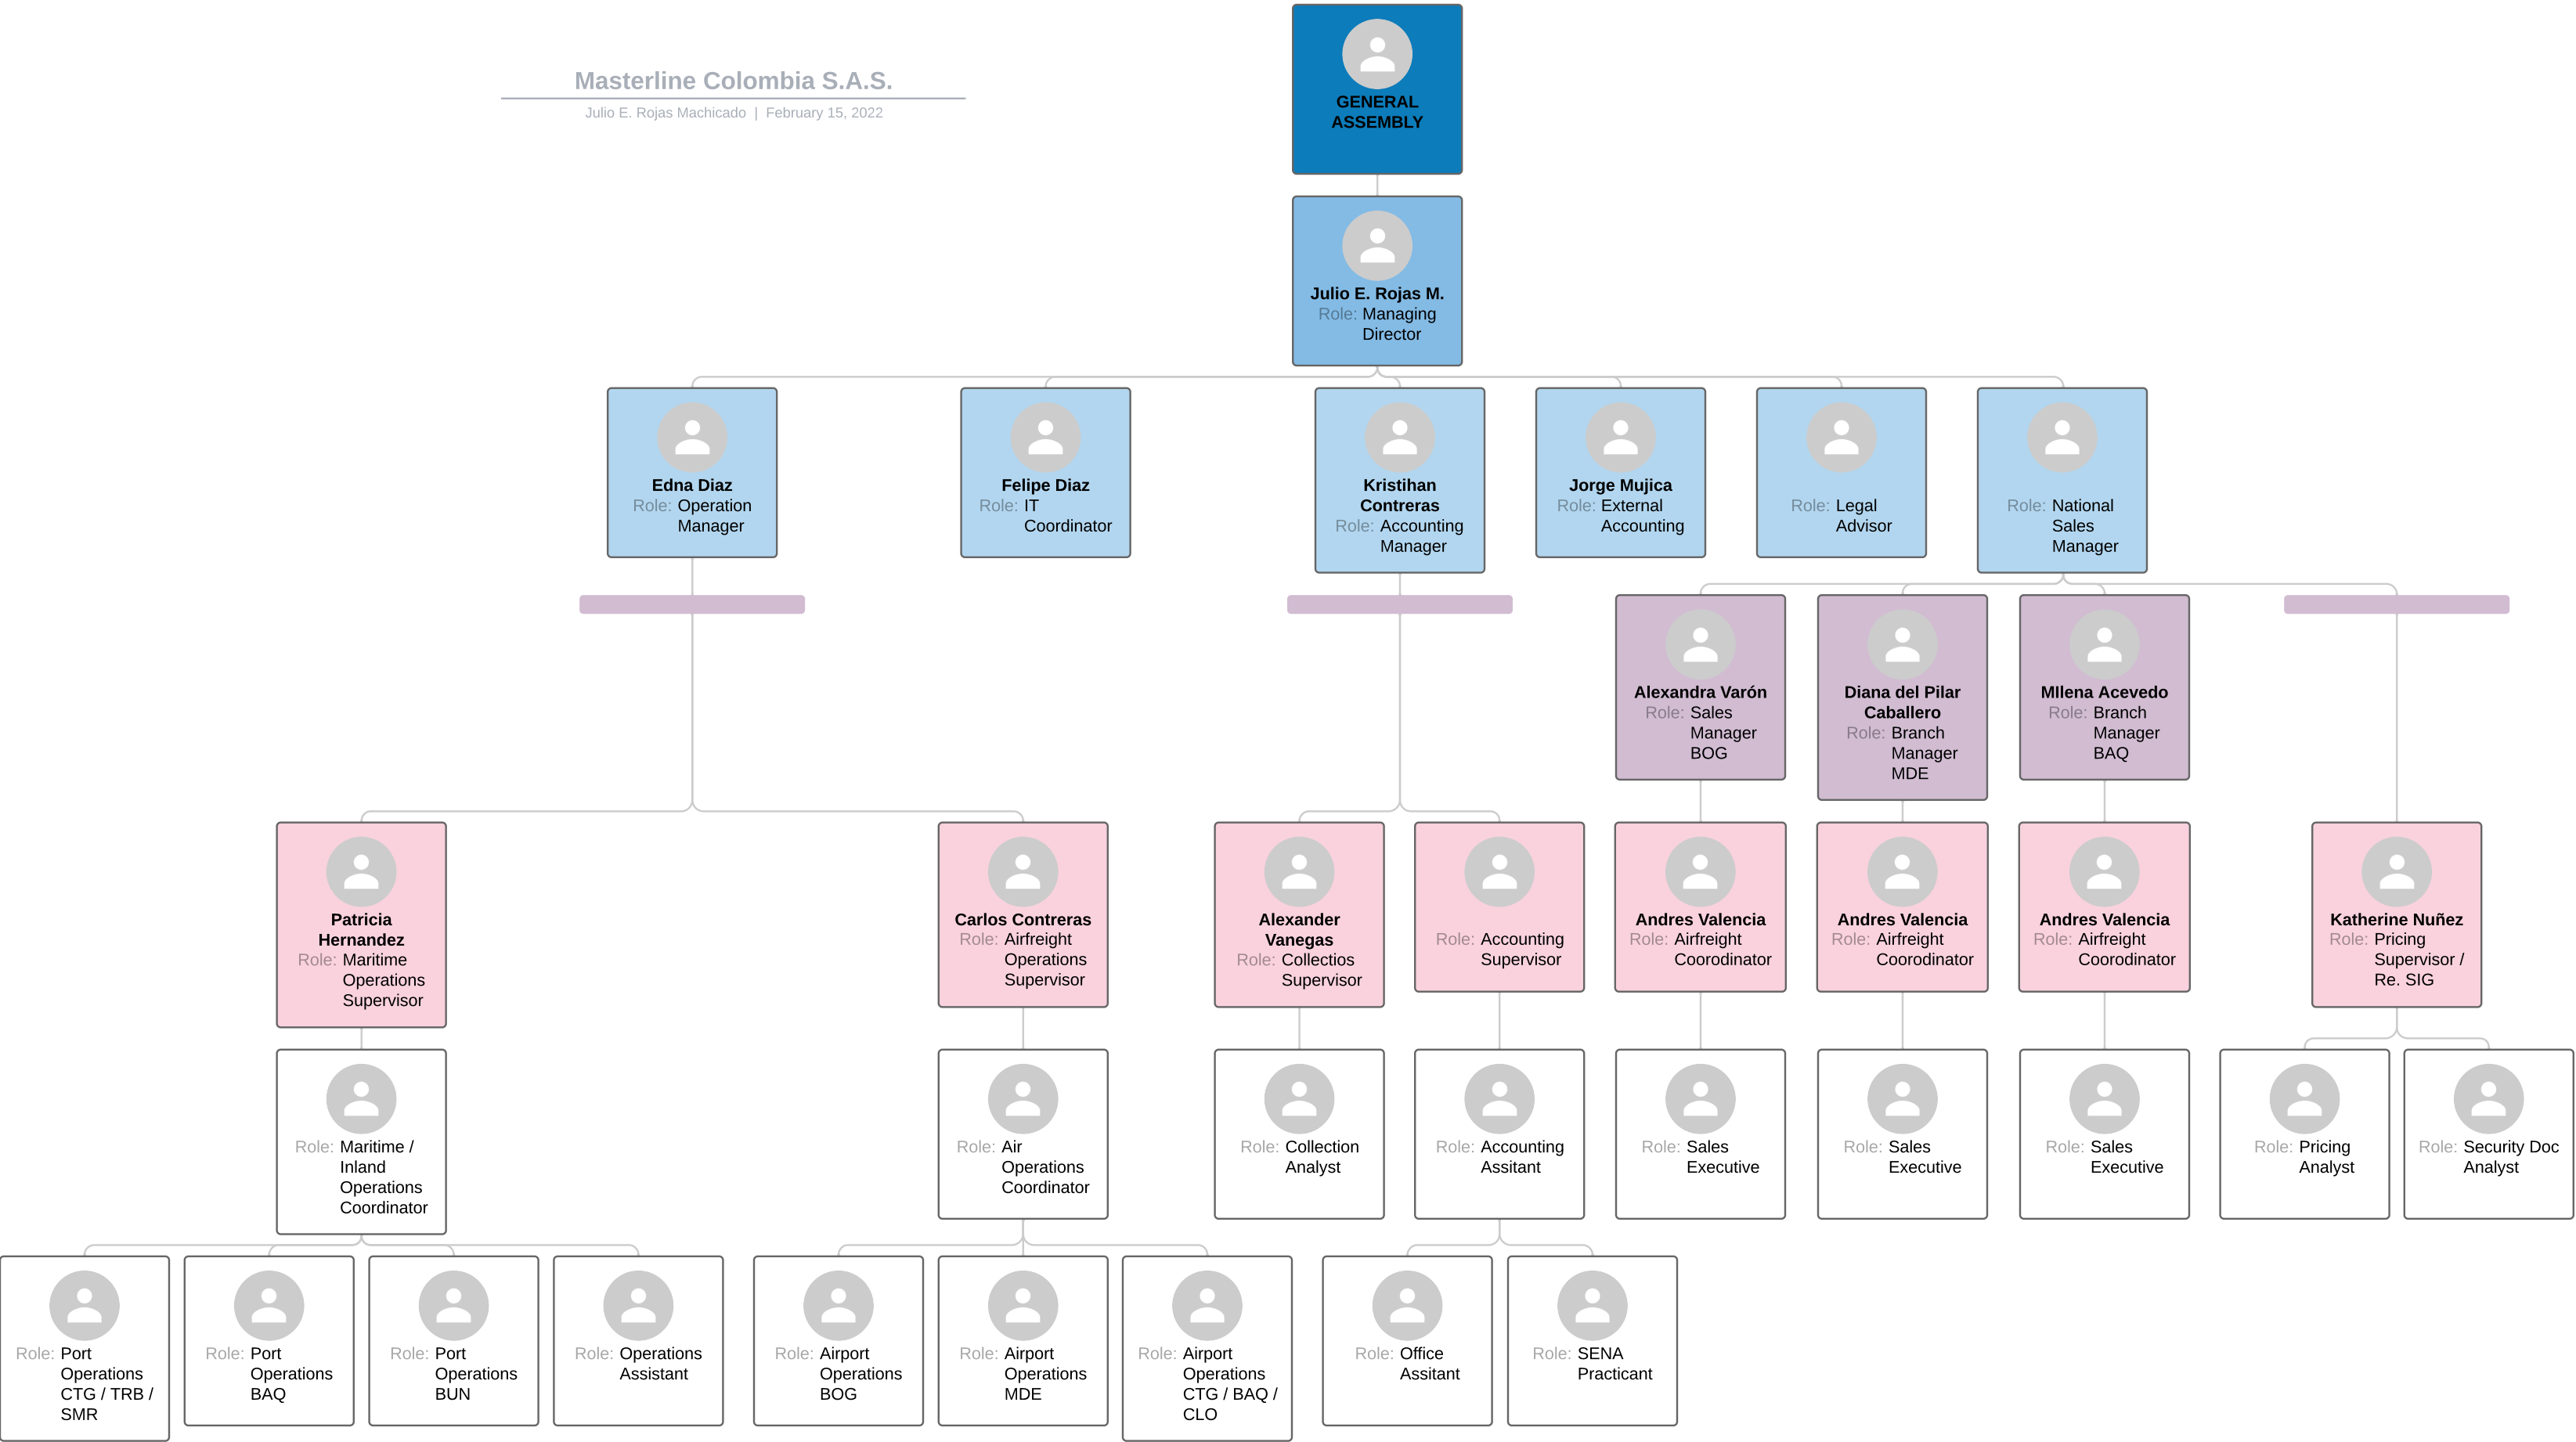 Masterline Colombia S.A.S.
Julio E. Rojas Machicado | February 15, 2022
GENERAL
ASSEMBLY
Julio E. Rojas M.
Role: Managing
Director
Edna Diaz
Role: Operation
Manager
Felipe Diaz
Role: IT
Coordinator
Kristihan
Contreras
Role: Accounting
Manager
Jorge Mujica
Role: External
Accounting
Role: Legal
Advisor
Role: National
Sales
Manager
Alexandra Varón
Role: Sales
Manager
BOG
Diana del Pilar
Caballero
Role: Branch
Manager
MDE
MIlena Acevedo
Role: Branch
Manager
BAQ
Patricia
Hernandez
Role: Maritime
Operations
Supervisor
Carlos Contreras
Role: Airfreight
Operations
Supervisor
Alexander
Vanegas
Role: Collectios
Supervisor
Role: Accounting
Supervisor
Andres Valencia
Role: Airfreight
Coorodinator
Andres Valencia
Role: Airfreight
Coorodinator
Andres Valencia
Role: Airfreight
Coorodinator
Katherine Nuñez
Role: Pricing
Supervisor /
Re. SIG
Role: Maritime /
Inland
Operations
Coordinator
Role: Air
Operations
Coordinator
Role: Collection
Analyst
Role: Accounting
Assitant
Role: Sales
Executive
Role: Sales
Executive
Role: Sales
Executive
Role: Pricing
Analyst
Role: Security Doc
Analyst
Role: Port
Operations
CTG / TRB /
SMR
Role: Port
Operations
BAQ
Role: Port
Operations
BUN
Role: Operations
Assistant
Role: Airport
Operations
BOG
Role: Airport
Operations
MDE
Role: Airport
Operations
CTG / BAQ /
CLO
Role: Office
Assitant
Role: SENA
Practicant